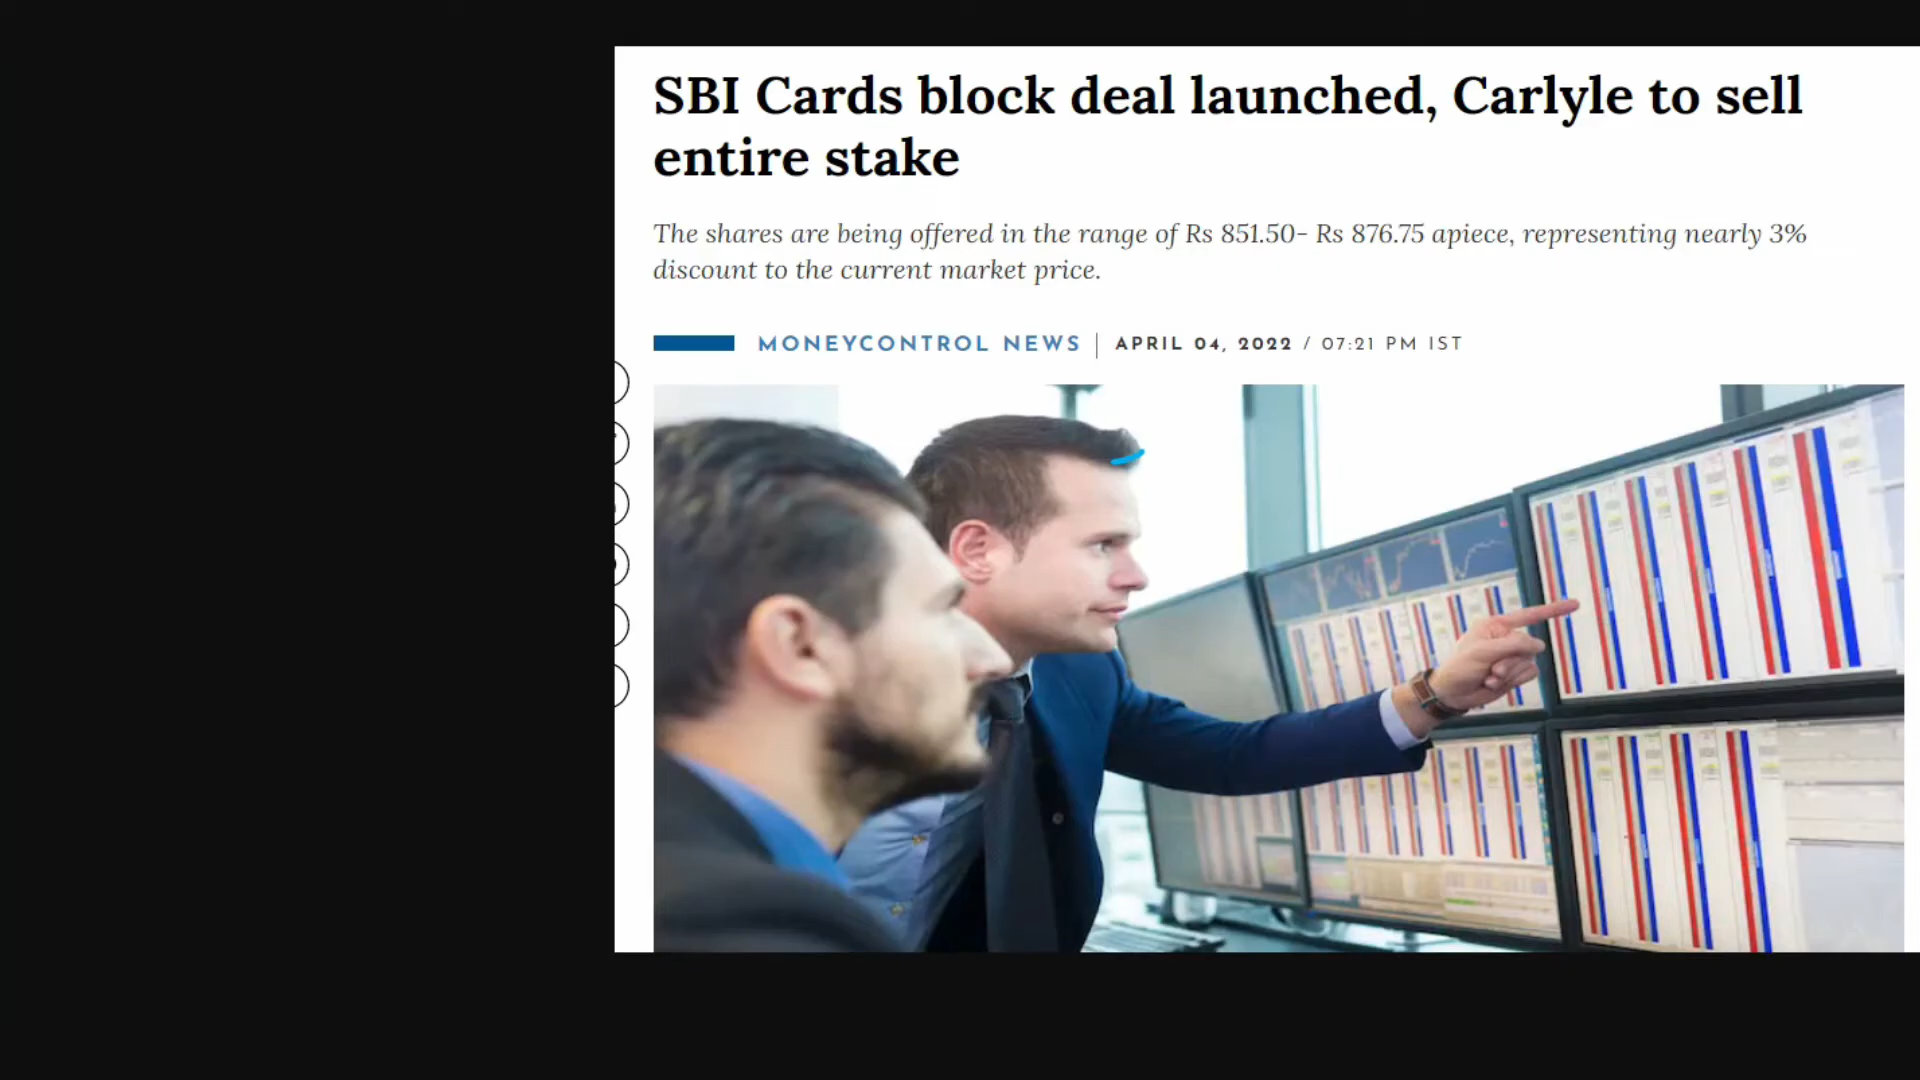 SBI Cards block deal launched, Carlyle to sell
entire stake
The shares are being offered in the range of Rs 851.50- Rs 876.75 apiece, representing nearly 3%
discount to the current market price.
MONEYCONTROL NEWS | APRIL 04, 2022 / 07:21 PM IST